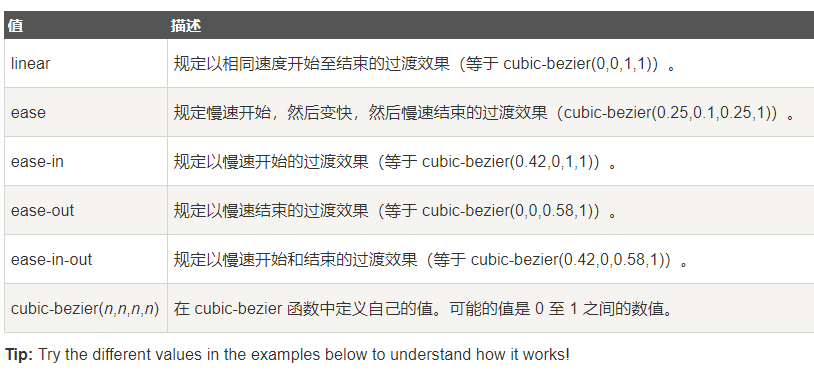 值 描述
linear 规定以相同速度开始至结束的过渡效果（等于 cubic-bezier(0,0,1,1)）。
ease 规定慢速开始，然后变快，然后慢速结束的过渡效果（cubic-bezier(0.25,0.1,0.25,1)）。
ease-in 规定以慢速开始的过渡效果（等于 cubic-bezier(0.42,0,1,1)）。
ease-out 规定以慢速结束的过渡效果（等于 cubic-bezier(0,0,0.58,1)）。
ease-in-out 规定以慢速开始和结束的过渡效果（等于 cubic-bezier(0.42,0,0.58,1)）。
cubic-bezier(n,n,n,n) 在 cubic-bezier 函数中定义自己的值。可能的值是 0 至 1 之间的数值。
Tip: Try the different values in the examples below to understand how it works!